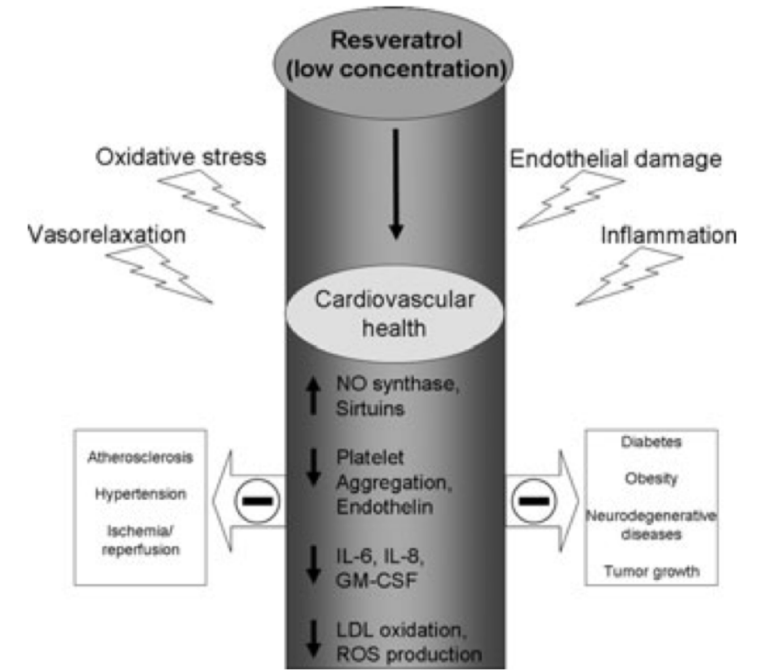 Resveratrol
(low concentration)
Oxidative stress
Endothelial damage
Vasorelaxation
Inflammation
Cardiovascular
health
NO synthase,
Sirtuins
Platelet
Aggregation,
Endothelin
IL-6, IL-8,
GM-CSF
LDL oxidation,
ROS production
Atherosclerosis
Hypertension
Ischemia/
reperfusion
Diabetes
Obesity
Neurodegenerative
diseases
Tumor growth